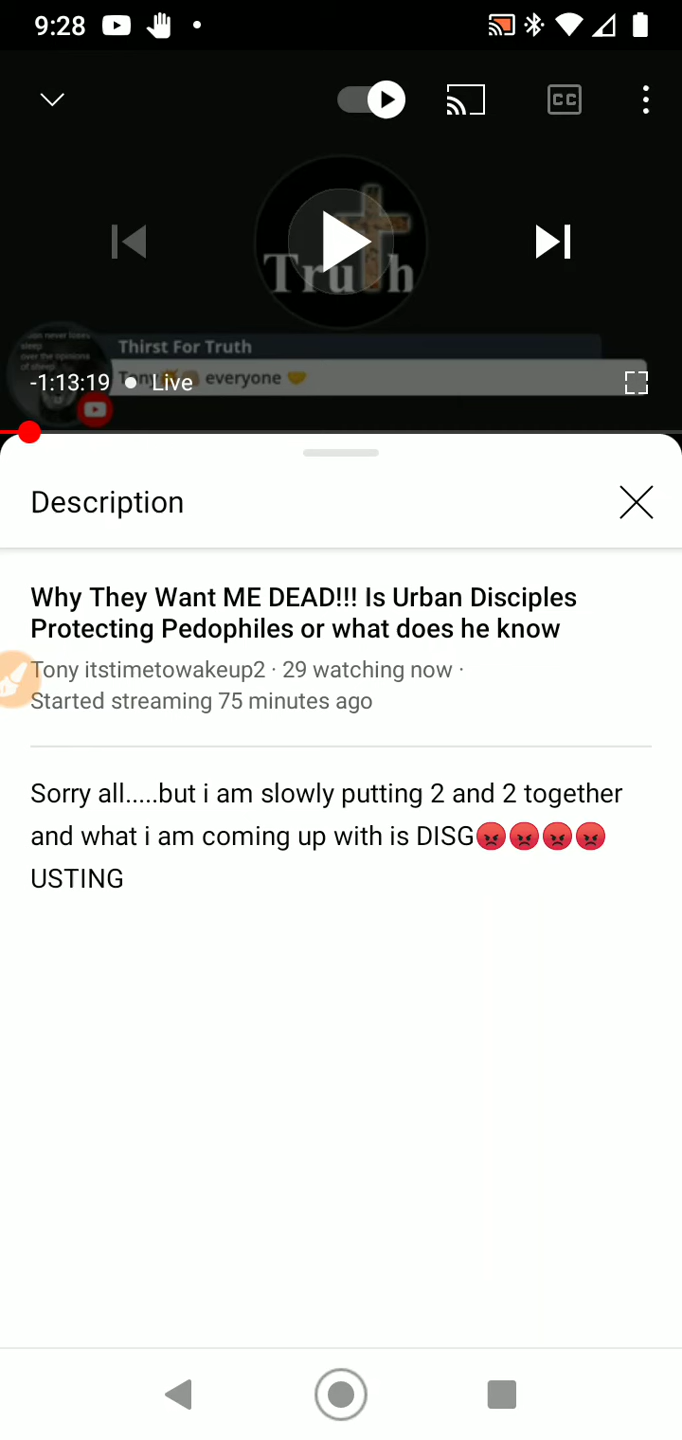 9:28
CC
Truth
Thirst For Truth
everyone
-1:13:19 • Live
Description
Why They Want ME DEAD!!! Is Urban Disciples
Protecting Pedophiles or what does he know
Tony itstimetowakeup2 · 29 watching now ·
Started streaming 75 minutes ago
Sorry all.....but i am slowly putting 2 and 2 together
and what i am coming up with is DISG😡😡😡😡
USTING